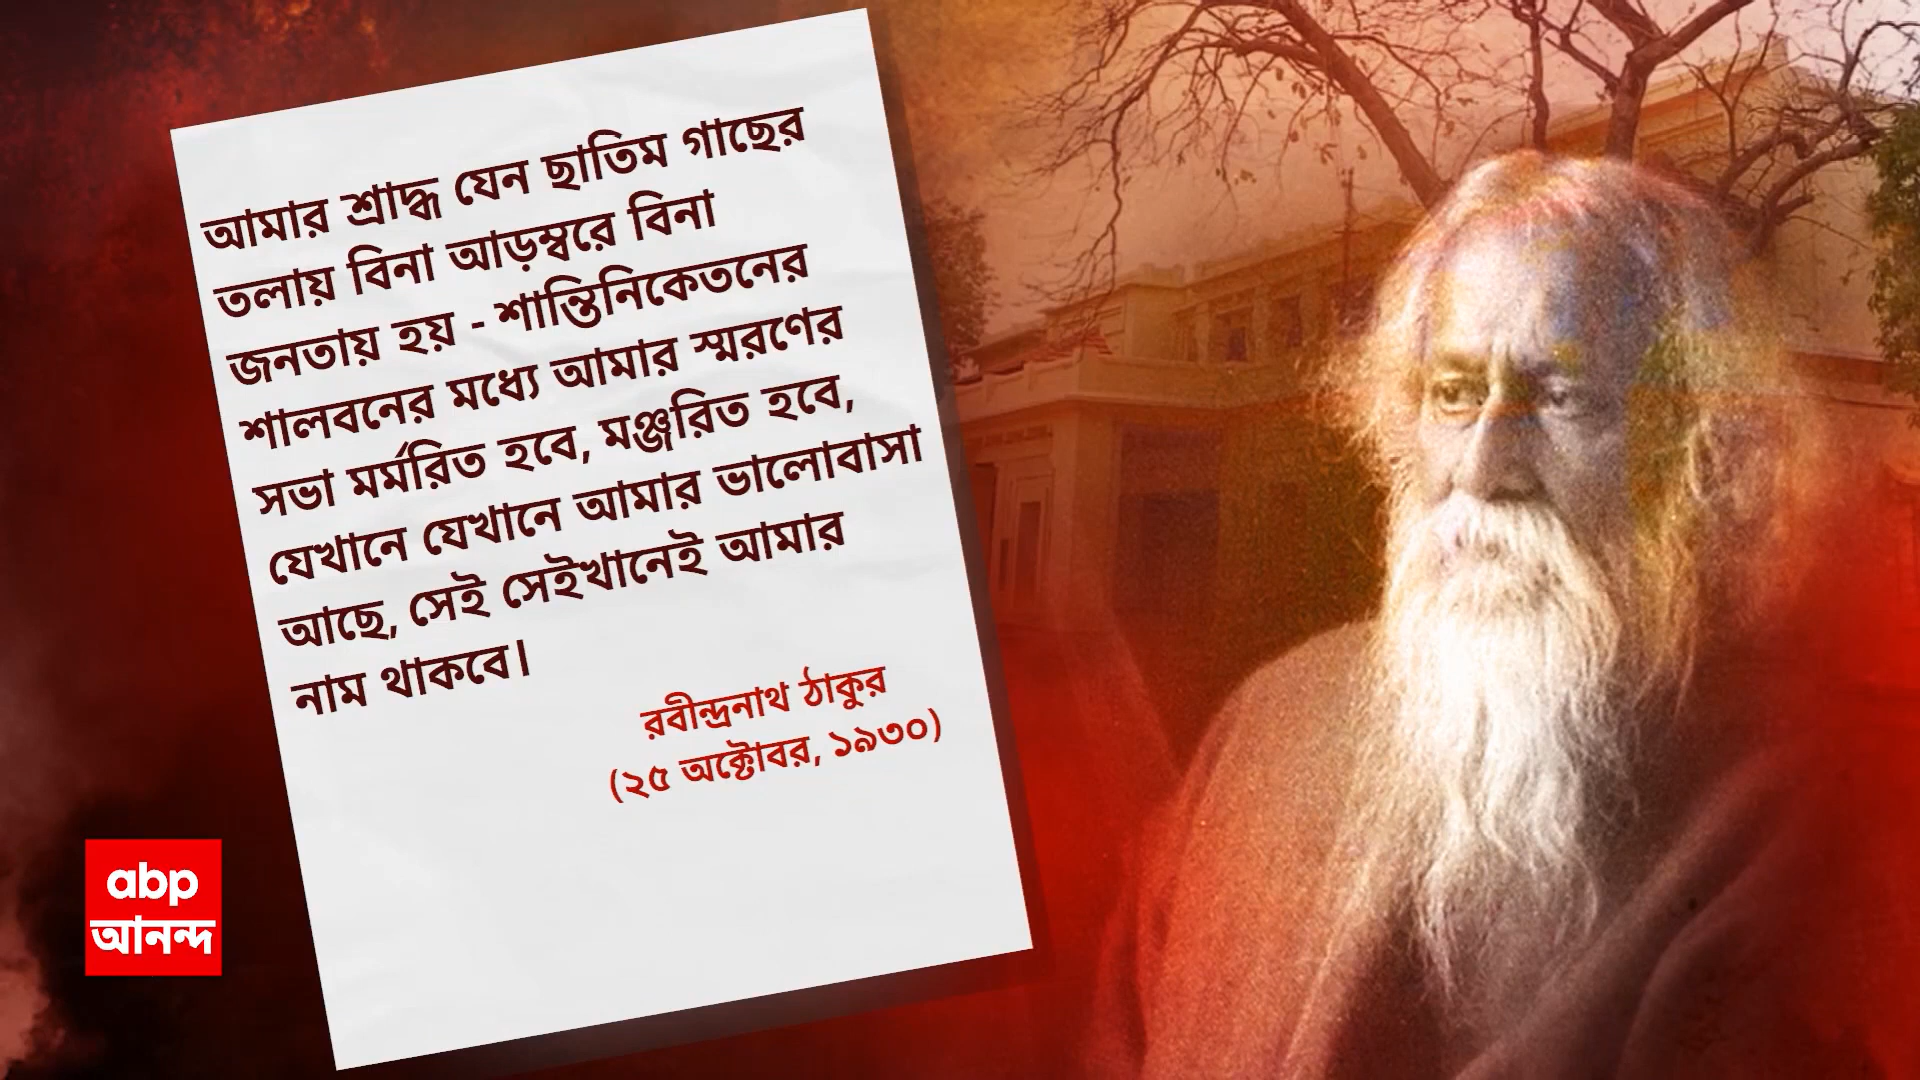 আমার শ্রাদ্ধ যেন ছাতিম গাছের
তলায় বিনা আড়ম্বরে বিনা
জনতায় হয় - শান্তিনিকেতনের
শালবনের মধ্যে আমার স্মরণের
সভা মর্মরিত হবে, মঞ্জরিত হবে,
যেখানে যেখানে আমার ভালোবাসা
আছে, সেই সেইখানেই আমার
নাম থাকবে।
রবীন্দ্রনাথ ঠাকুর
(২৫ অক্টোবর, ১৯৩০)
abp
আনন্দ